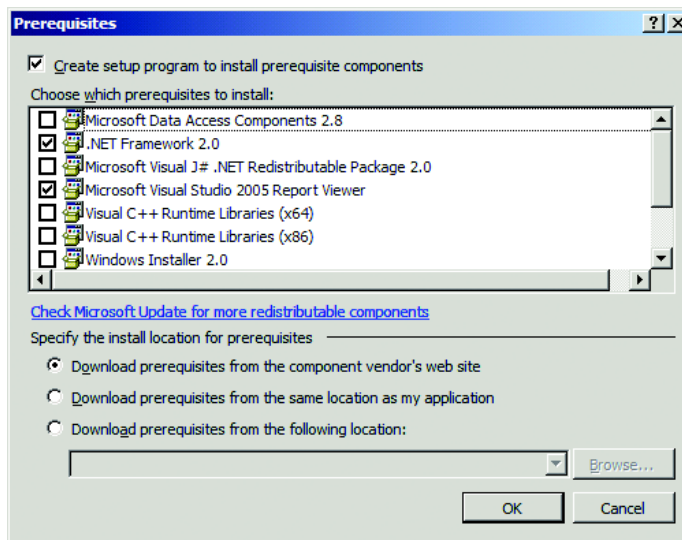 Prerequisites
Create setup program to install prerequisite components
Choose which prerequisites to install:
Microsoft Data Access Components 2.8
.NET Framework 2.0
Microsoft Visual J# .NET Redistributable Package 2.0
Microsoft Visual Studio 2005 Report Viewer
Visual C++ Runtime Libraries (x64)
Visual C++ Runtime Libraries (x86)
Windows Installer 2.0
Check Microsoft Update for more redistributable components
Specify the install location for prerequisites
Download prerequisites from the component vendor's web site
Download prerequisites from the same location as my application
Download prerequisites from the following location:
Browse...
OK Cancel